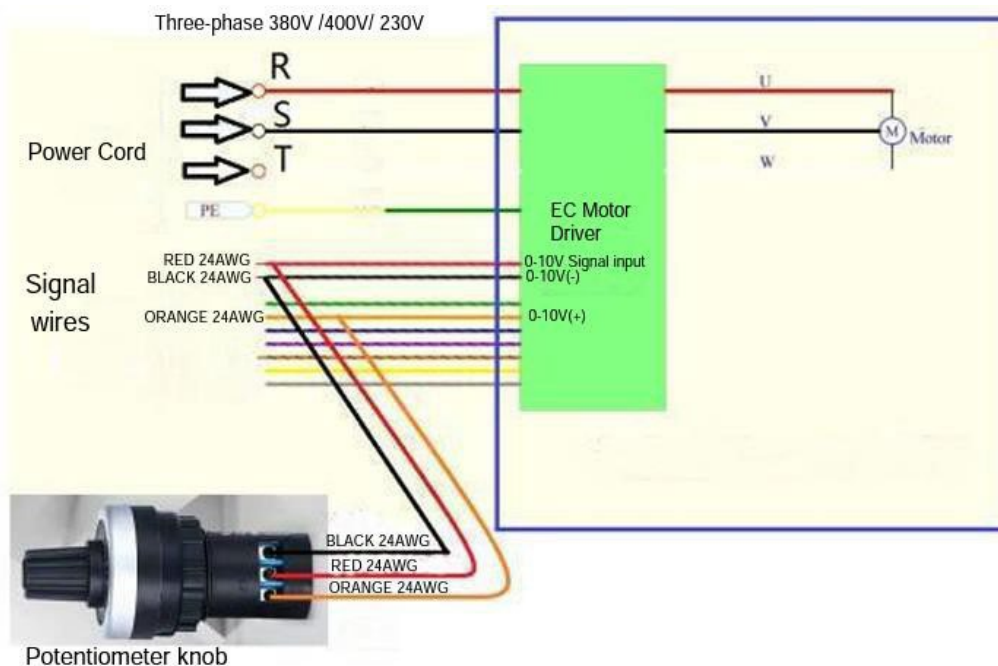 Three-phase 380V /400V/ 230V
R
S
T
Power Cord
PE
U
V
W
M
Motor
EC Motor
Driver
RED 24AWG
BLACK 24AWG
ORANGE 24AWG
Signal
wires
0-10V Signal input
0-10V(-)
0-10V(+)
BLACK 24AWG
RED 24AWG
ORANGE 24AWG
Potentiometer knob